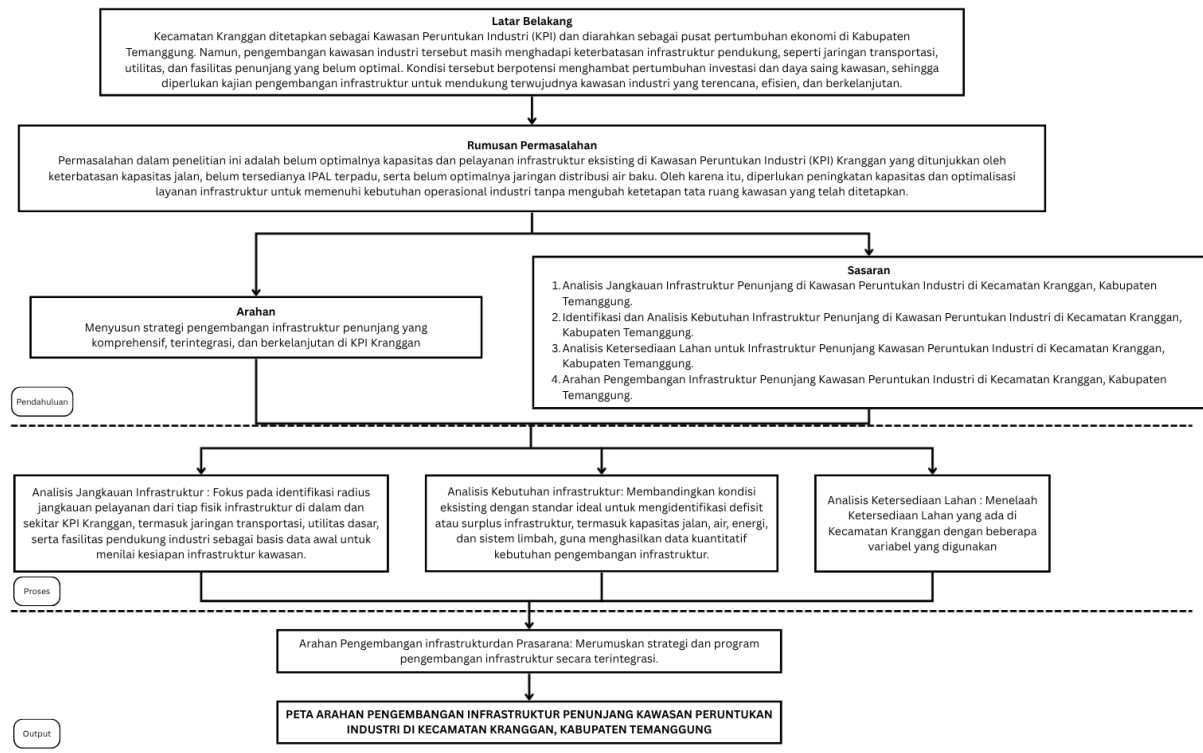 Latar Belakang
Kecamatan Kranggan ditetapkan sebagai Kawasan Peruntukan Industri (KPI) dan diarahkan sebagai pusat pertumbuhan ekonomi di Kabupaten
Temanggung. Namun, pengembangan kawasan industri tersebut masih menghadapi keterbatasan infrastruktur pendukung, seperti jaringan transportasi,
utilitas, dan fasilitas penunjang yang belum optimal. Kondisi tersebut berpotensi menghambat pertumbuhan investasi dan daya saing kawasan, sehingga
diperlukan kajian pengembangan infrastruktur untuk mendukung terwujudnya kawasan industri yang terencana, efisien, dan berkelanjutan.
Rumusan Permasalahan
Permasalahan dalam penelitian ini adalah belum optimalnya kapasitas dan pelayanan infrastruktur eksisting di Kawasan Peruntukan Industri (KPI) Kranggan yang ditunjukkan oleh
keterbatasan kapasitas jalan, belum tersedianya IPAL terpadu, serta belum optimalnya jaringan distribusi air baku. Oleh karena itu, diperlukan peningkatan kapasitas dan optimalisasi
layanan infrastruktur untuk memenuhi kebutuhan operasional industri tanpa mengubah ketetapan tata ruang kawasan yang telah ditetapkan.
Arahan
Menyusun strategi pengembangan infrastruktur penunjang yang
komprehensif, terintegrasi, dan berkelanjutan di KPI Kranggan
Sasaran
1. Analisis Jangkauan Infrastruktur Penunjang di Kawasan Peruntukan Industri di Kecamatan Kranggan, Kabupaten
Temanggung.
2. Identifikasi dan Analisis Kebutuhan Infrastruktur Penunjang di Kawasan Peruntukan Industri di Kecamatan Kranggan,
Kabupaten Temanggung.
3. Analisis Ketersediaan Lahan untuk Infrastruktur Penunjang Kawasan Peruntukan Industri di Kecamatan Kranggan,
Kabupaten Temanggung.
4. Arahan Pengembangan Infrastruktur Penunjang Kawasan Peruntukan Industri di Kecamatan Kranggan, Kabupaten
Temanggung.
Pendahuluan
Analisis Jangkauan Infrastruktur : Fokus pada identifikasi radius
jangkauan pelayanan dari tiap fisik infrastruktur di dalam dan
sekitar KPI Kranggan, termasuk jaringan transportasi, utilitas dasar,
serta fasilitas pendukung industri sebagai basis data awal untuk
menilai kesiapan infrastruktur kawasan.
Analisis Kebutuhan infrastruktur: Membandingkan kondisi
eksisting dengan standar ideal untuk mengidentifikasi defisit
atau surplus infrastruktur, termasuk kapasitas jalan, air, energi,
dan sistem limbah, guna menghasilkan data kuantitatif
kebutuhan pengembangan infrastruktur.
Analisis Ketersediaan Lahan : Menelaah
Ketersediaan Lahan yang ada di
Kecamatan Kranggan dengan beberapa
variabel yang digunakan
Proses
Arahan Pengembangan infrastrukturdan Prasarana: Merumuskan strategi dan program
pengembangan infrastruktur secara terintegrasi.
PETA ARAHAN PENGEMBANGAN INFRASTRUKTUR PENUNJANG KAWASAN PERUNTUKAN
INDUSTRI DI KECAMATAN KRANGGAN, KABUPATEN TEMANGGUNG
Output